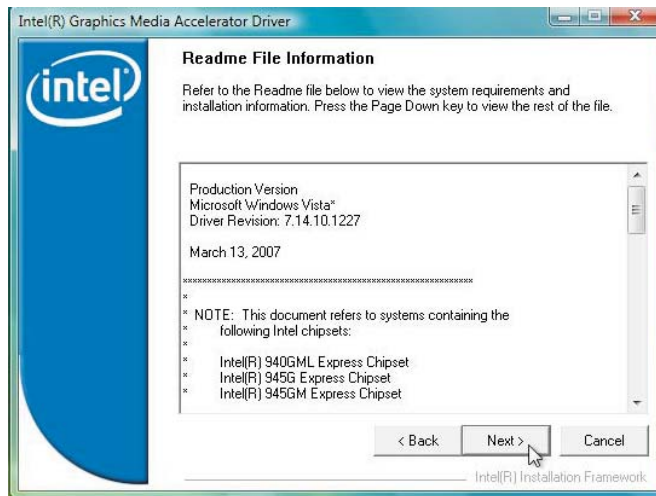 Intel(R) Graphics Media Accelerator Driver
intel
Readme File Information
Refer to the Readme file below to view the system requirements and
installation information. Press the Page Down key to view the rest of the file.
Production Version
Microsoft Windows Vista*
Driver Revision: 7.14.10.1227
March 13, 2007
****************************************************************
*
* NOTE: This document refers to systems containing the
* following Intel chipsets:
*
* Intel(R) 940GML Express Chipset
* Intel(R) 945G Express Chipset
* Intel(R) 945GM Express Chipset
< Back Next > Cancel
Intel(R) Installation Framework